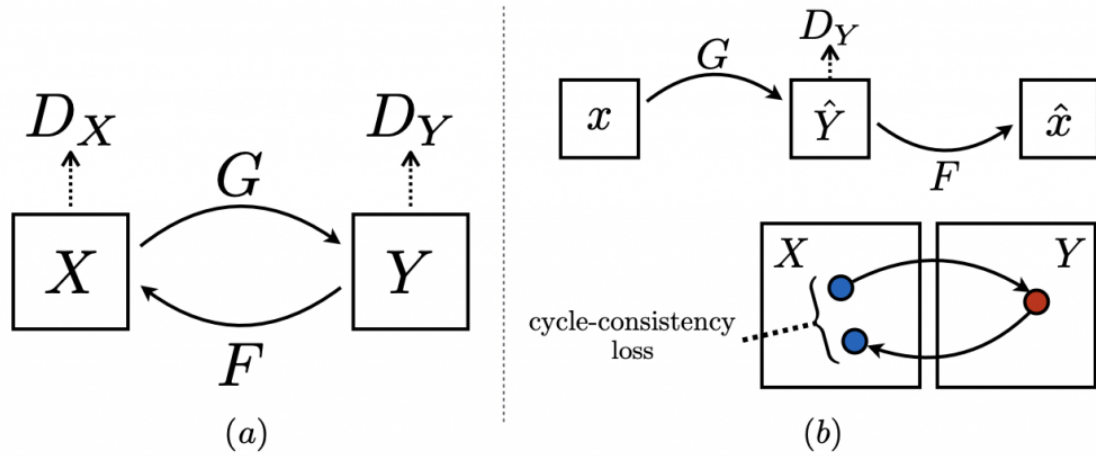 D_X
D_Y
G
X
Y
F
(a)
D_Y
G
x
Ŷ
x̂
F
X
Y
cycle-consistency
loss
(b)